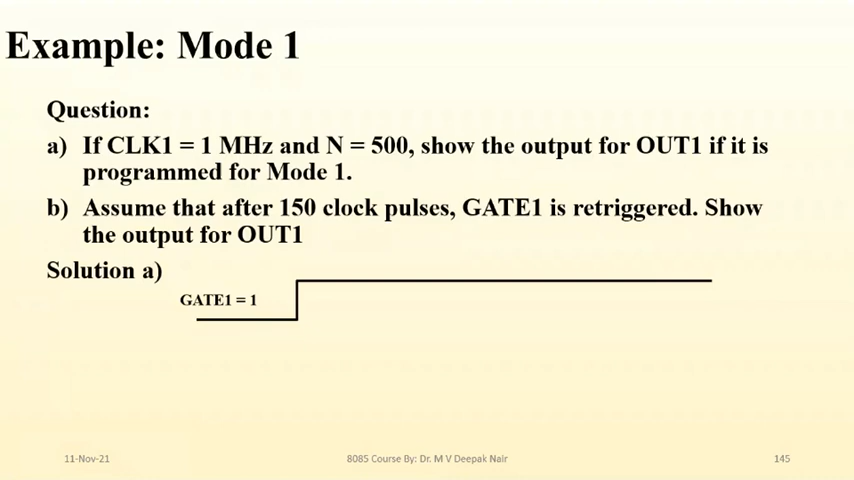 Example: Mode 1
Question:
a) If CLK1 = 1 MHz and N = 500, show the output for OUT1 if it is
programmed for Mode 1.
b) Assume that after 150 clock pulses, GATE1 is retriggered. Show
the output for OUT1
Solution a)
GATE1 = 1
11-Nov-21
8085 Course By: Dr. M V Deepak Nair
145